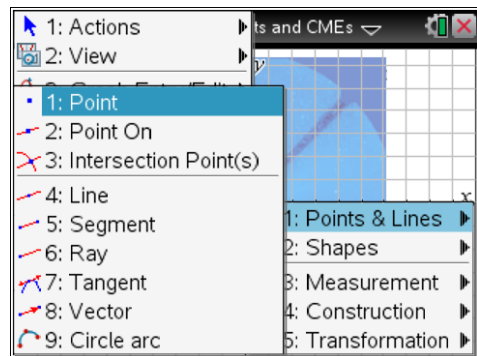 1: Actions
ts and CMEs
2: View
y
1: Point
2: Point On
3: Intersection Point(s)
4: Line
x
1: Points & Lines
5: Segment
2: Shapes
6: Ray
7: Tangent
3: Measurement
8: Vector
4: Construction
9: Circle arc
5: Transformation